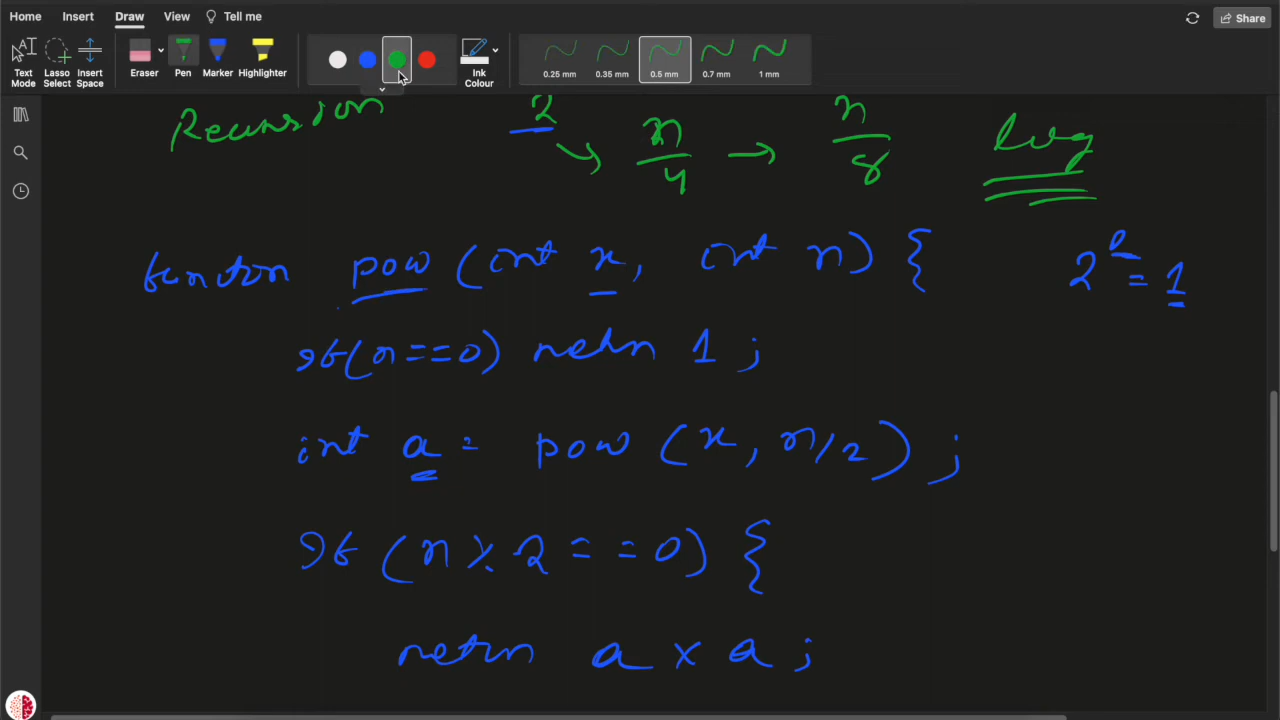 Home Insert Draw View Tell me Share
Text Mode Lasso Select Insert Space Eraser Pen Marker Highlighter Ink Colour 0.25 mm 0.35 mm 0.5 mm 0.7 mm 1 mm
Recursion 2 → n/4 → n/8 log
function pow (int x, int n) { 2^0 = 1
if (n==0) return 1 ;
int a = pow (x, n/2) ;
if (n % 2 == 0) {
return a x a ;